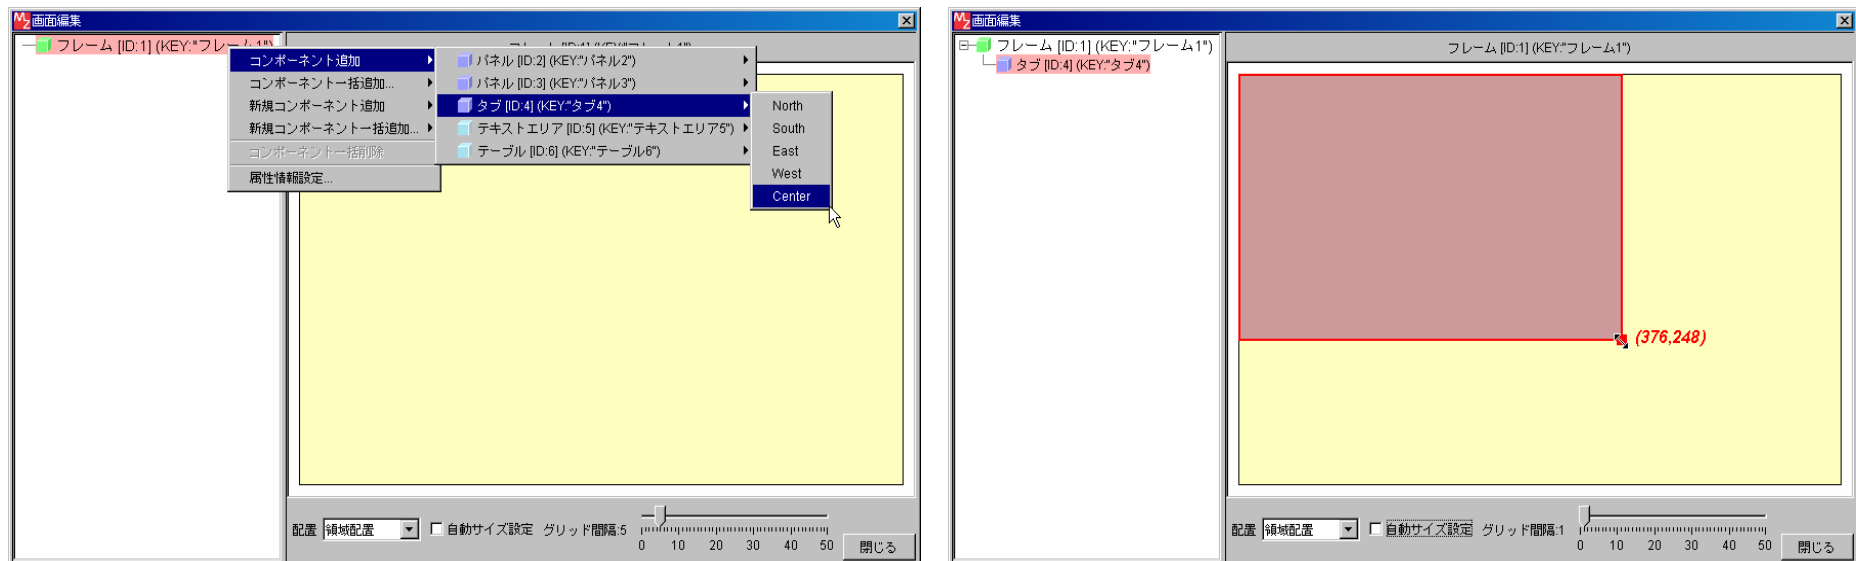 画面編集
フレーム [ID:1] (KEY:"フレーム1")
コンポーネント追加
コンポーネント一括追加...
新規コンポーネント追加
新規コンポーネント一括追加...
コンポーネント一括削除
属性情報設定...
パネル [ID:2] (KEY:"パネル2")
パネル [ID:3] (KEY:"パネル3")
タブ [ID:4] (KEY:"タブ4")
テキストエリア [ID:5] (KEY:"テキストエリア5")
テーブル [ID:6] (KEY:"テーブル6")
North
South
East
West
Center
配置 領域配置 自動サイズ設定 グリッド間隔:5
0 10 20 30 40 50
閉じる
画面編集
フレーム [ID:1] (KEY:"フレーム1")
タブ [ID:4] (KEY:"タブ4")
フレーム [ID:1] (KEY:"フレーム1")
(376,248)
配置 領域配置 自動サイズ設定 グリッド間隔:1
0 10 20 30 40 50
閉じる